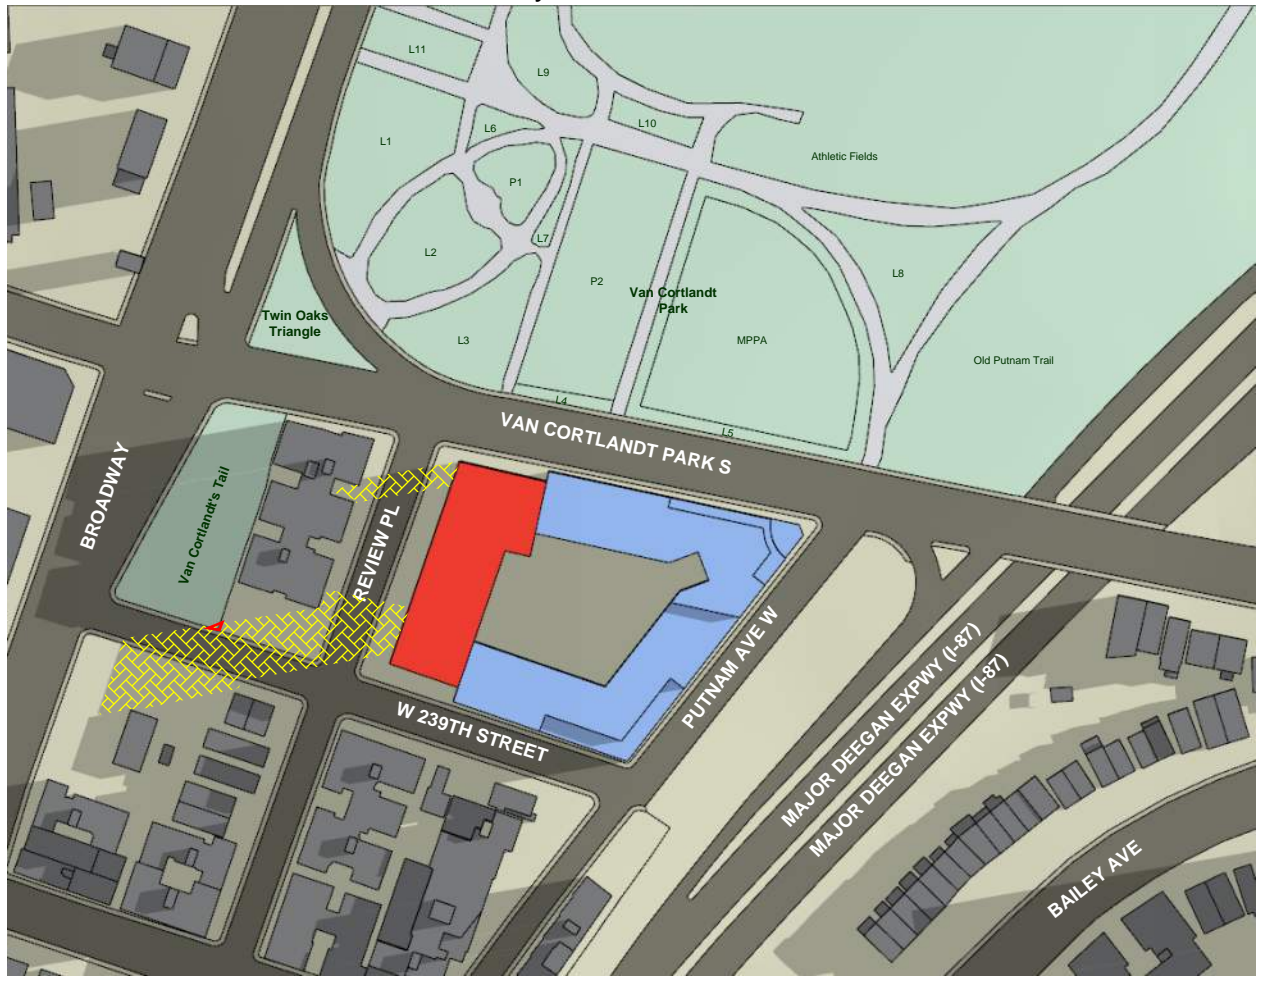 L11
L9
L10
L6
L1
Athletic Fields
P1
L7
L2
L8
P2
Van Cortlandt
Park
Twin Oaks
Triangle
L3
MPPA
Old Putnam Trail
L4
L5
VAN CORTLANDT PARK S
BROADWAY
Van Cortlandt's Tail
REVIEW PL
PUTNAM AVE W
W 239TH STREET
MAJOR DEEGAN EXPWY (I-87)
MAJOR DEEGAN EXPWY (I-87)
BAILEY AVE